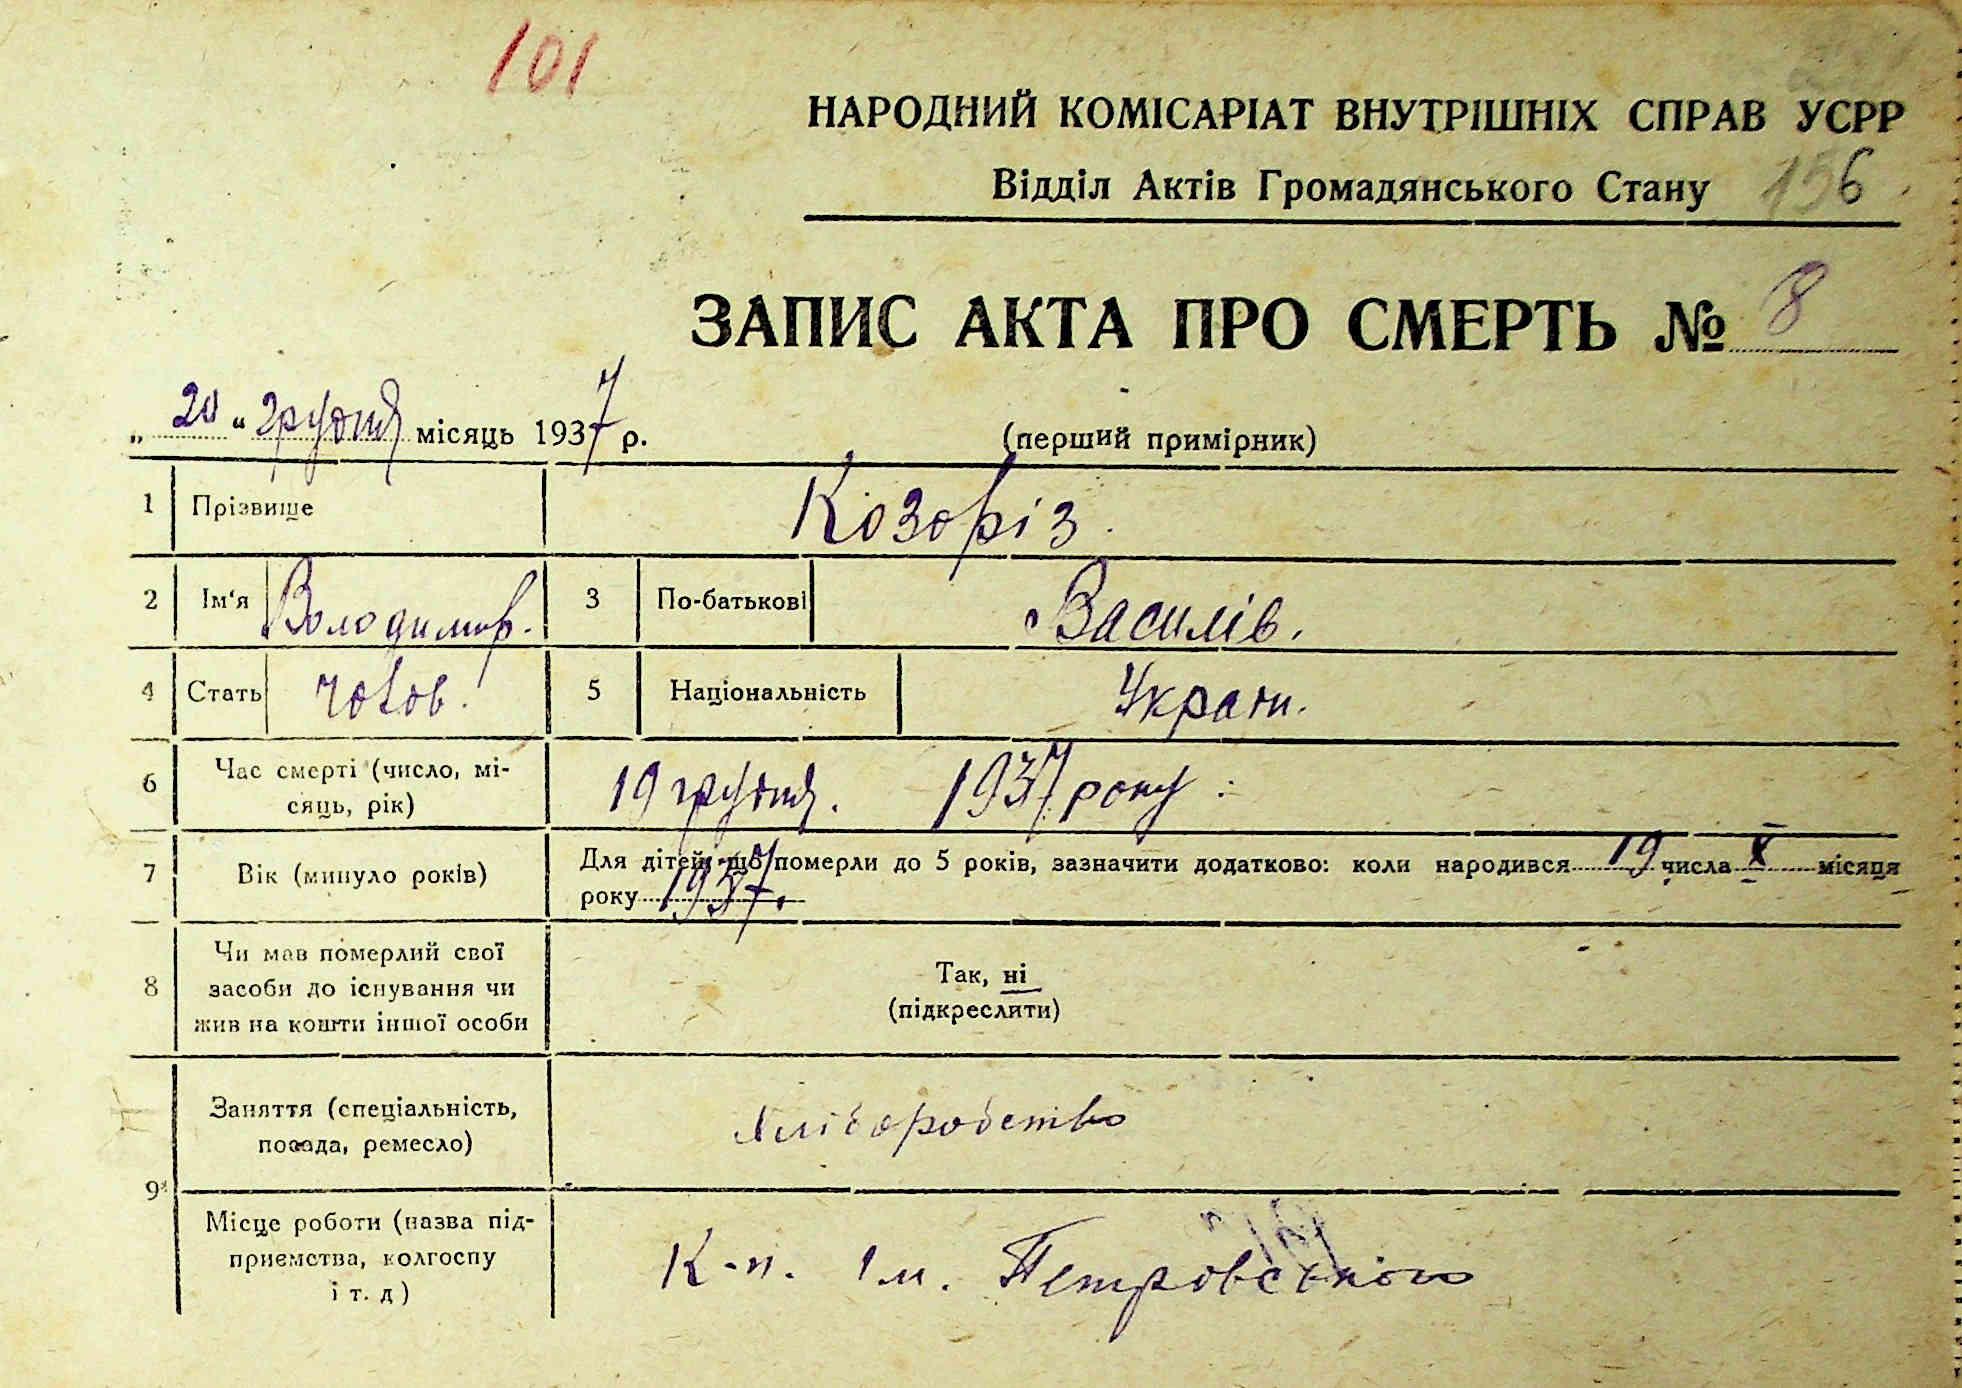 101
НАРОДНИЙ КОМІСАРІАТ ВНУТРІШНІХ СПРАВ УСРР
Відділ Актів Громадянського Стану 156
ЗАПИС АКТА ПРО СМЕРТЬ № 8
„20“ грудня місяць 1937 р.
(перший примірник)
1 Прізвище Козоріз.
2 Ім‘я Володимир. 3 По-батькові Василів.
4 Стать чолов. 5 Національність Украін.
6 Час смерті (число, мі-
сяць, рік) 19 грудня. 1937 року
7 Вік (минуло років) Для дітей, що померли до 5 років, зазначити додатково: коли народився 19 числа X місяця
року 1937.
8 Чи мав померлий свої
засоби до існування чи
жив на кошти іншої особи
Так, ні
(підкреслити)
9 Заняття (спеціальність,
посада, ремесло) Хліборобство
Місце роботи (назва під-
приємства, колгоспу
і т. д) К-п. ім. Петровського